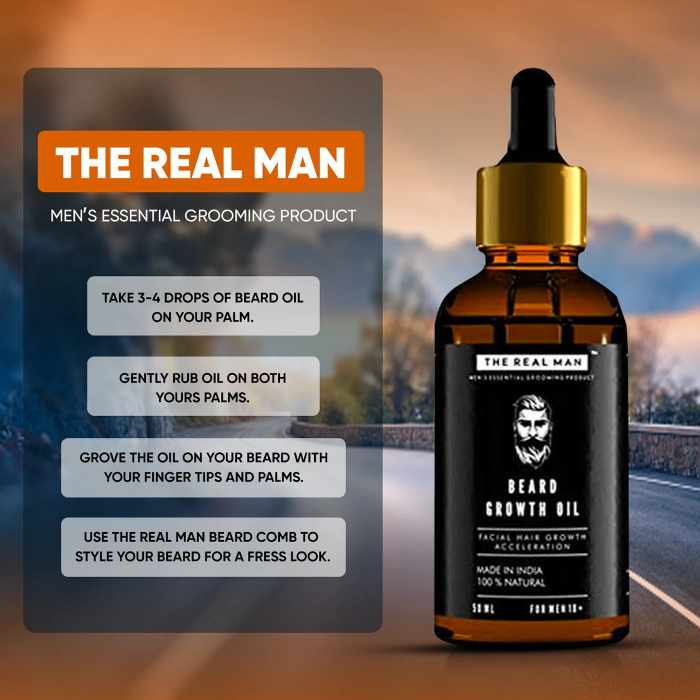 THE REAL MAN
MEN'S ESSENTIAL GROOMING PRODUCT
TAKE 3-4 DROPS OF BEARD OIL
ON YOUR PALM.
GENTLY RUB OIL ON BOTH
YOURS PALMS.
GROVE THE OIL ON YOUR BEARD WITH
YOUR FINGER TIPS AND PALMS.
USE THE REAL MAN BEARD COMB TO
STYLE YOUR BEARD FOR A FRESS LOOK.
THE REAL MAN ™
MEN'S ESSENTIAL GROOMING PRODUCT
BEARD
GROWTH OIL
FACIAL HAIR GROWTH
ACCELERATION
MADE IN INDIA
100 % NATURAL
50 ML FOR MEN 18+